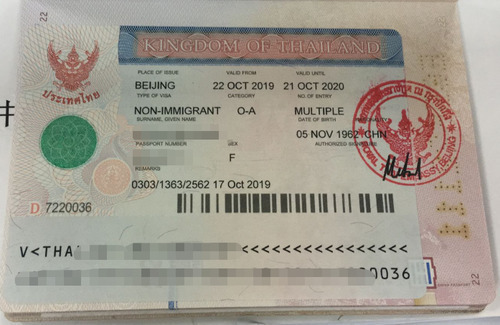 22
KINGDOM OF THAILAND
PLACE OF ISSUE VALID FROM VALID UNTIL
BEIJING 22 OCT 2019 21 OCT 2020
TYPE OF VISA CATEGORY NO. OF ENTRY
ประเทศไทย
NON-IMMIGRANT O-A MULTIPLE
SURNAME, GIVEN NAME DATE OF BIRTH
05 NOV 1962 CHN
PASSPORT NUMBER SEX AUTHORIZED SIGNATURE
F
REMARKS
0303/1363/2562 17 Oct 2019
D 7220036
V<THA
<<<<<<<<<<<<<<<<<
0036
22